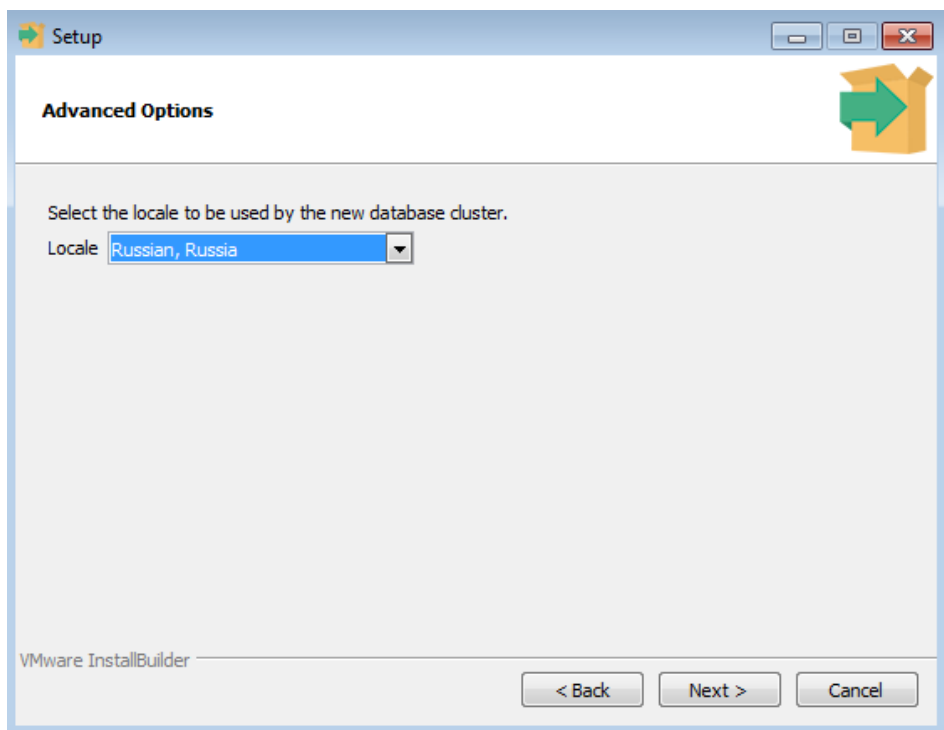 Setup
Advanced Options
Select the locale to be used by the new database cluster.
Locale Russian, Russia
VMware InstallBuilder
< Back Next > Cancel